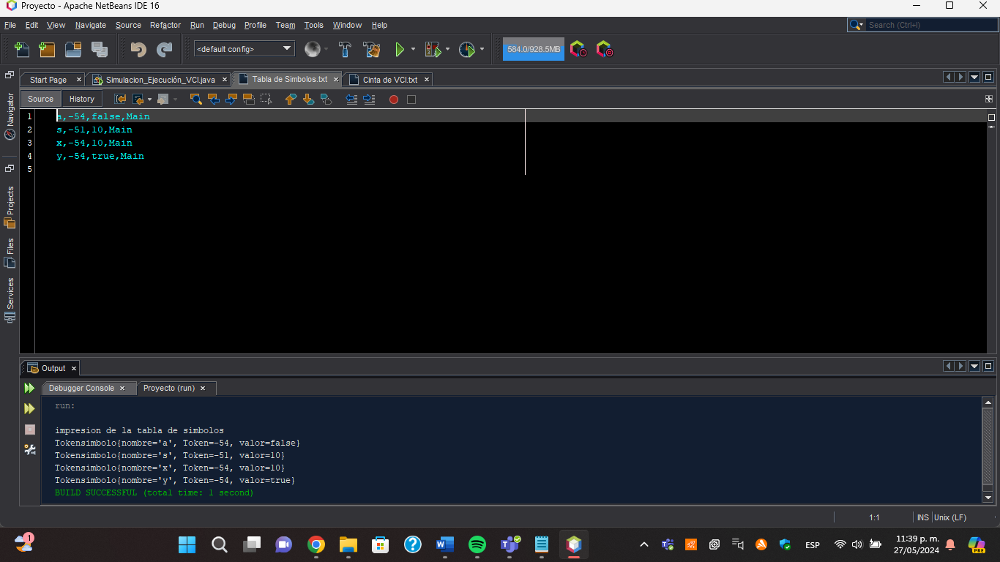 Proyecto - Apache NetBeans IDE 16
File Edit View Navigate Source Refactor Run Debug Profile Team Tools Window Help
Search (Ctrl+I)
<default config>
584.0/928.5MB
Start Page
Simulacion_Ejecución_VCI.java
Tabla de Simbolos.txt
Cinta de VCI.txt
Source
History
Navigator
Projects
Files
Services
1 a,-54,false,Main
2 s,-51,10,Main
3 x,-54,10,Main
4 y,-54,true,Main
5
Output
Debugger Console
Proyecto (run)
run:
impresion de la tabla de simbolos
Tokensimbolo{nombre='a', Token=-54, valor=false}
Tokensimbolo{nombre='s', Token=-51, valor=10}
Tokensimbolo{nombre='x', Token=-54, valor=10}
Tokensimbolo{nombre='y', Token=-54, valor=true}
BUILD SUCCESSFUL (total time: 1 second)
1:1
INS
Unix (LF)
1
ESP
11:39 p. m.
27/05/2024
PRE